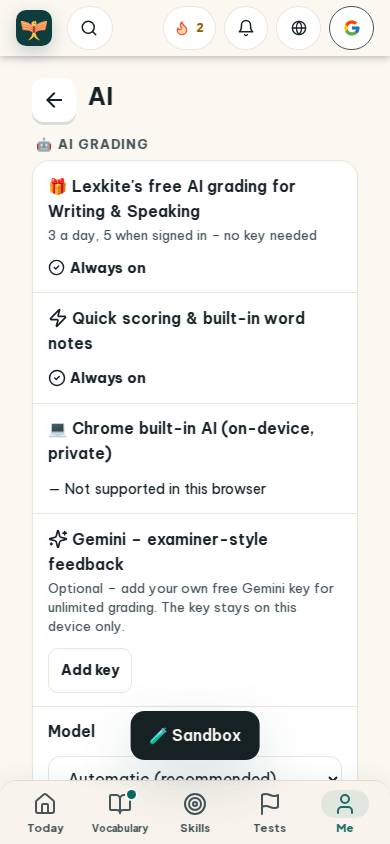 2
AI
🤖 AI GRADING
🎁 Lexkite's free AI grading for
Writing & Speaking
3 a day, 5 when signed in – no key needed
Always on
Quick scoring & built-in word
notes
Always on
💻 Chrome built-in AI (on-device,
private)
— Not supported in this browser
Gemini – examiner-style
feedback
Optional – add your own free Gemini key for
unlimited grading. The key stays on this
device only.
Add key
Model
🧪 Sandbox
Automatic (recommended)
Today
Vocabulary
Skills
Tests
Me